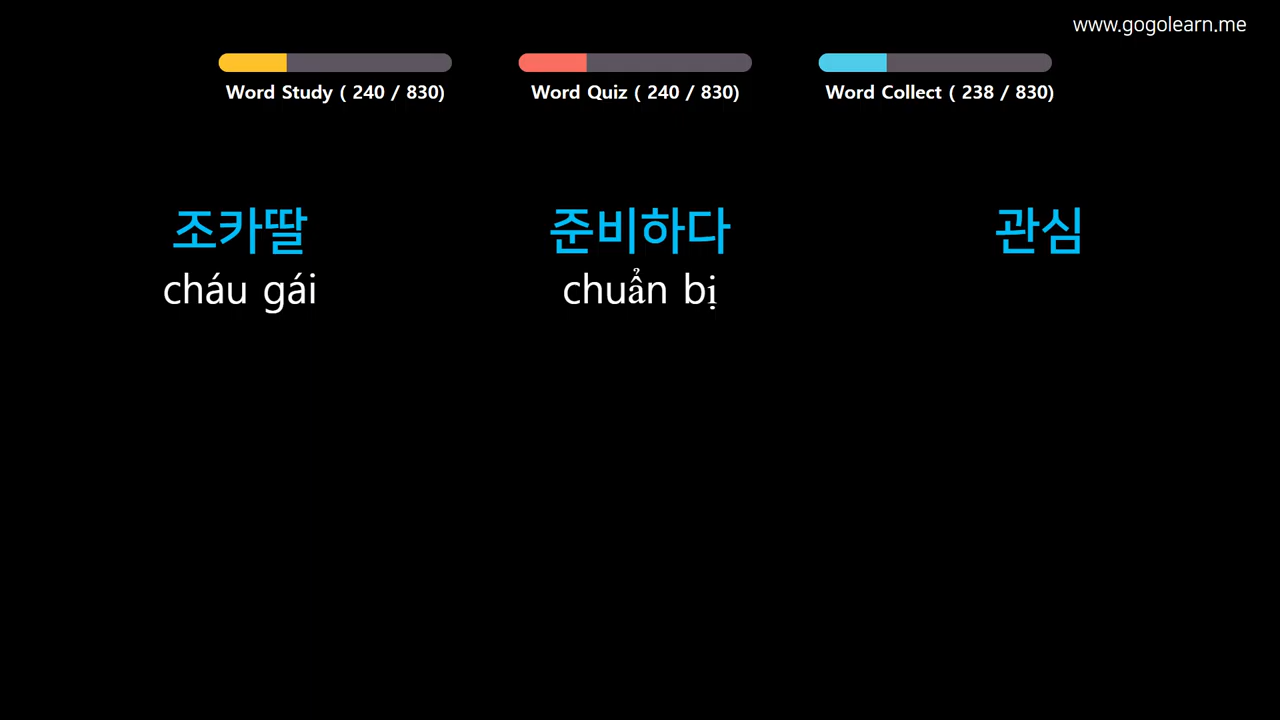 www.gogolearn.me
Word Study ( 240 / 830)
Word Quiz ( 240 / 830)
Word Collect ( 238 / 830)
조카딸
cháu gái
준비하다
chuẩn bị
관심